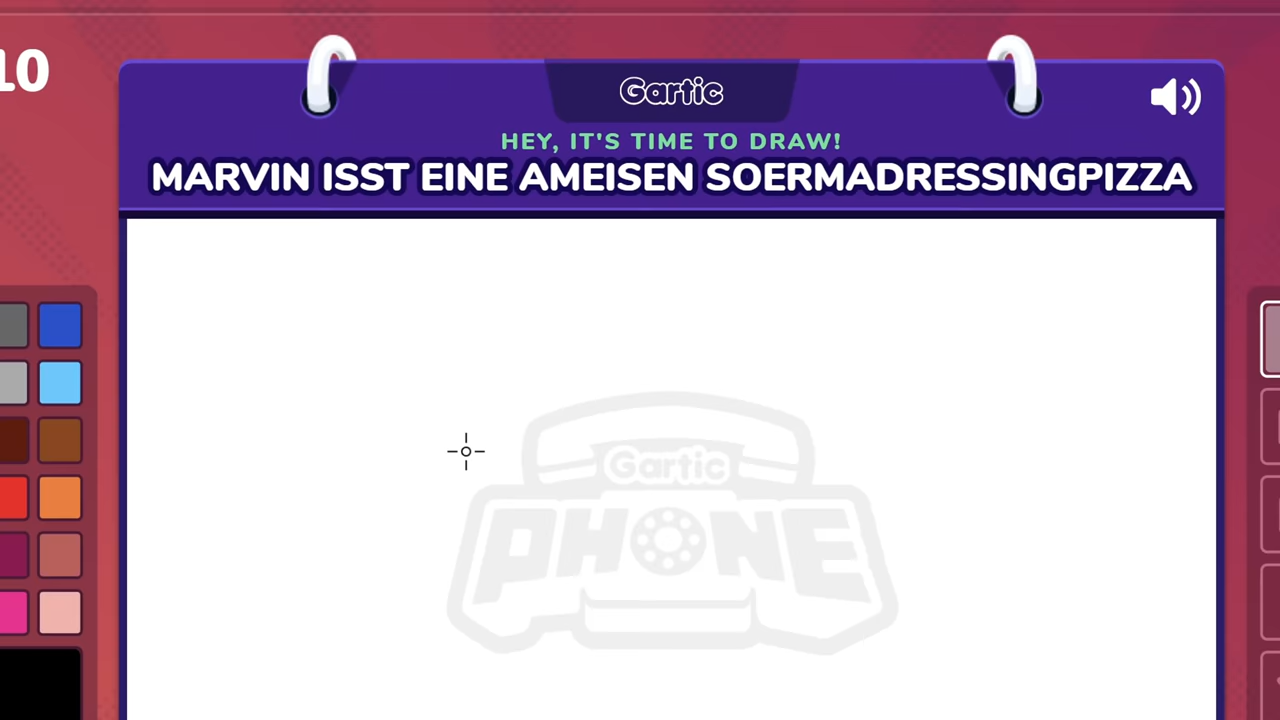 10
Gartic
HEY, IT'S TIME TO DRAW!
MARVIN ISST EINE AMEISEN SOERMADRESSINGPIZZA
Gartic
PHONE